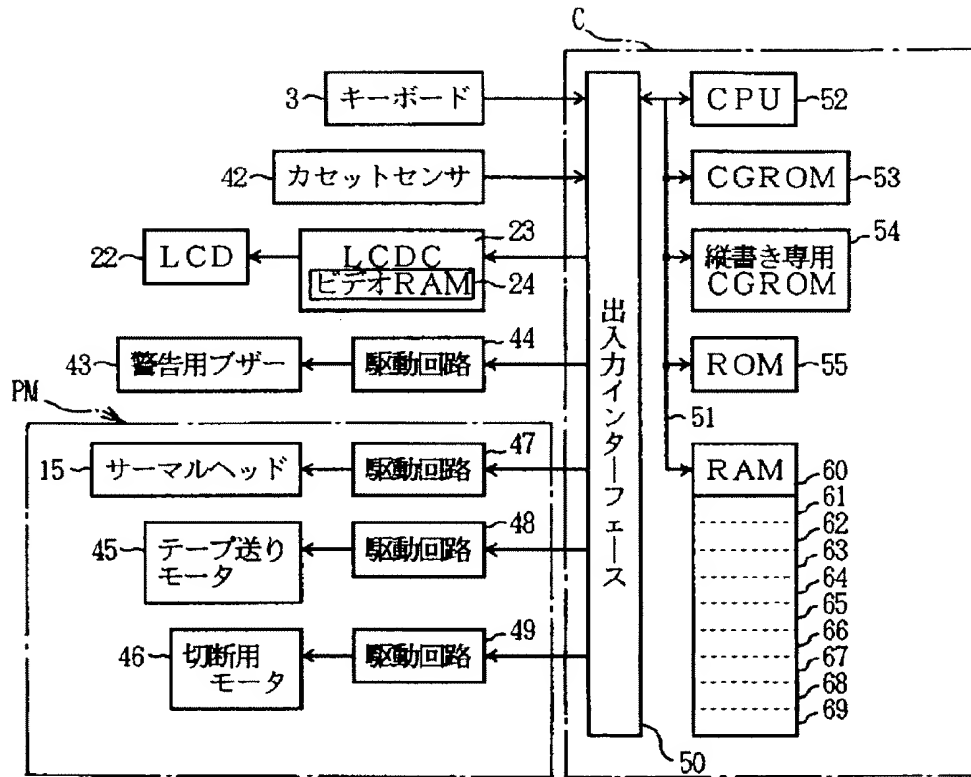 C
3 キーボード
CPU 52
42 カセットセンサ
CGROM 53
22 LCD
LCDC 23
ビデオRAM 24
縦書き専用 54
CGROM
43 警告用ブザー
駆動回路 44
ROM 55
51
PM
15 サーマルヘッド
駆動回路 47
RAM 60
61
62
63
64
65
66
67
68
69
45 テープ送り
モータ
駆動回路 48
46 切断用
モータ
駆動回路 49
出入力インターフェース
50